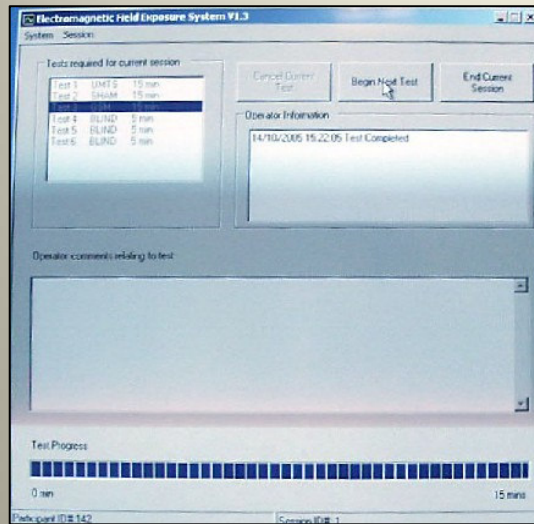 Electromagnetic Field Exposure System V1.3
System Session
Tests required for current session
Test 1 UMTS 15 min
Test 2 SHAM 15 min
Test 3 GSM 15 min
Test 4 BLIND 5 min
Test 5 BLIND 5 min
Test 6 BLIND 5 min
Cancel Current Test
Begin Next Test
End Current Session
Operator Information
14/10/2005 15:22:05 Test Completed
Operator comments relating to test
Test Progress
0 min
15 mins
Participant ID#:142
Session ID#: 1